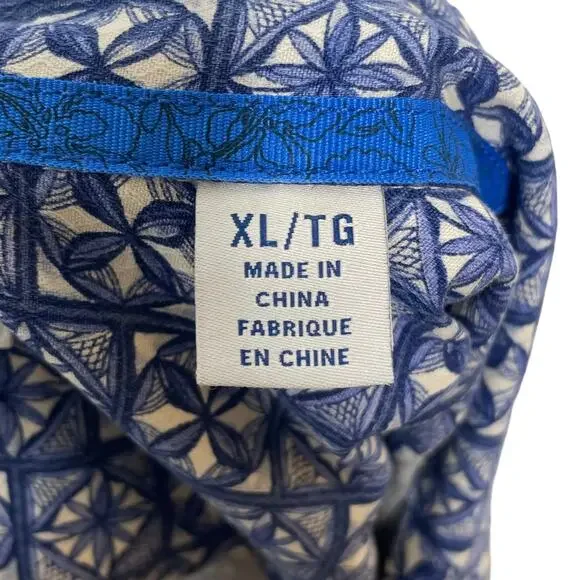 XL/TG
MADE IN
CHINA
FABRIQUE
EN CHINE